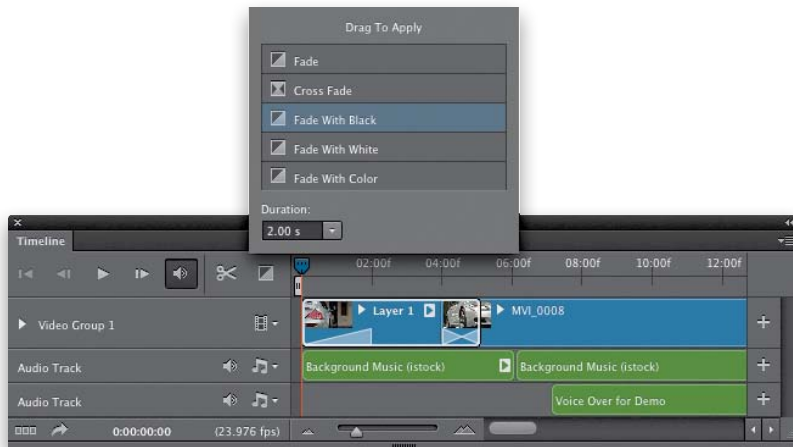 Drag To Apply
Fade
Cross Fade
Fade With Black
Fade With White
Fade With Color
Duration:
2.00 s
Timeline
02:00f 04:00f 06:00f 08:00f 10:00f 12:00f
Video Group 1
Layer 1
MVI_0008
Audio Track
Background Music (istock)
Background Music (istock)
Audio Track
Voice Over for Demo
0:00:00:00
(23.976 fps)